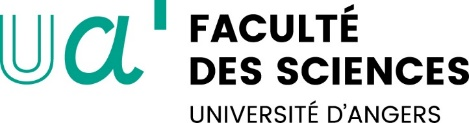 ua'
FACULTÉ
DES SCIENCES
UNIVERSITÉ D'ANGERS